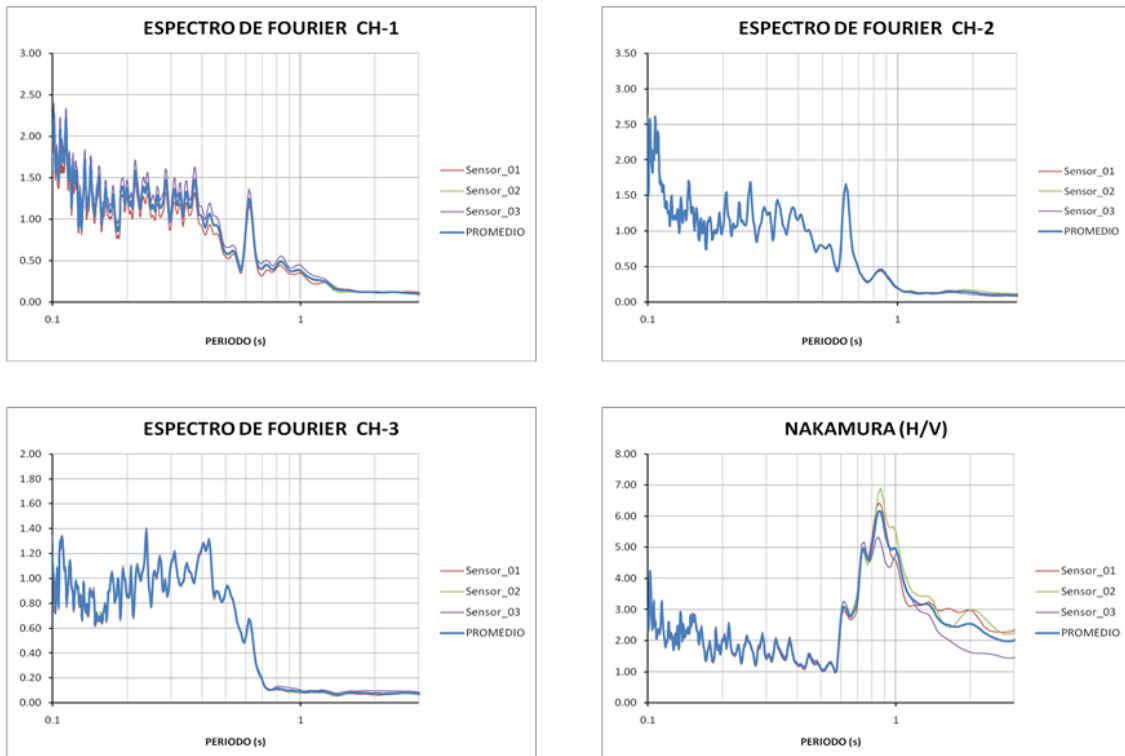 ESPECTRO DE FOURIER CH-1
3.00
2.50
2.00
1.50
1.00
0.50
0.00
0.1
1
PERIODO (s)
Sensor_01
Sensor_02
Sensor_03
PROMEDIO
ESPECTRO DE FOURIER CH-2
3.50
3.00
2.50
2.00
1.50
1.00
0.50
0.00
0.1
1
PERIODO (s)
Sensor_01
Sensor_02
Sensor_03
PROMEDIO
ESPECTRO DE FOURIER CH-3
2.00
1.80
1.60
1.40
1.20
1.00
0.80
0.60
0.40
0.20
0.00
0.1
1
PERIODO (s)
Sensor_01
Sensor_02
Sensor_03
PROMEDIO
NAKAMURA (H/V)
8.00
7.00
6.00
5.00
4.00
3.00
2.00
1.00
0.00
0.1
1
PERIODO (s)
Sensor_01
Sensor_02
Sensor_03
PROMEDIO